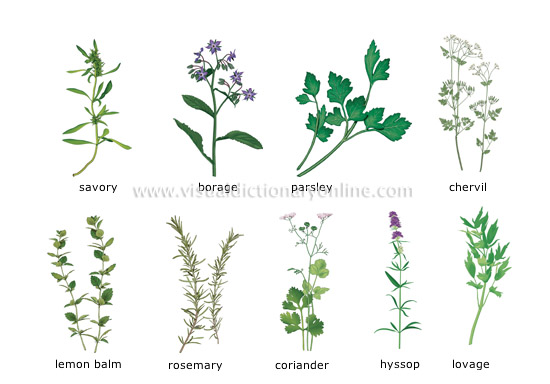 savory borage parsley chervil
www.visualdictionaryonline.com
lemon balm rosemary coriander hyssop lovage